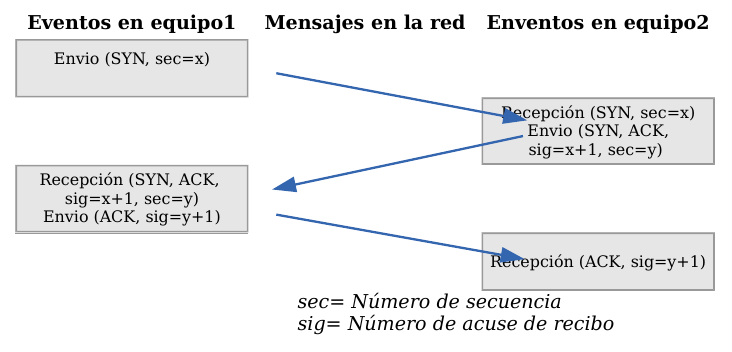 Eventos en equipo1
Mensajes en la red
Enventos en equipo2
Envio (SYN, sec=x)
Recepción (SYN, sec=x)
Envio (SYN, ACK,
sig=x+1, sec=y)
Recepción (SYN, ACK,
sig=x+1, sec=y)
Envio (ACK, sig=y+1)
Recepción (ACK, sig=y+1)
sec= Número de secuencia
sig= Número de acuse de recibo